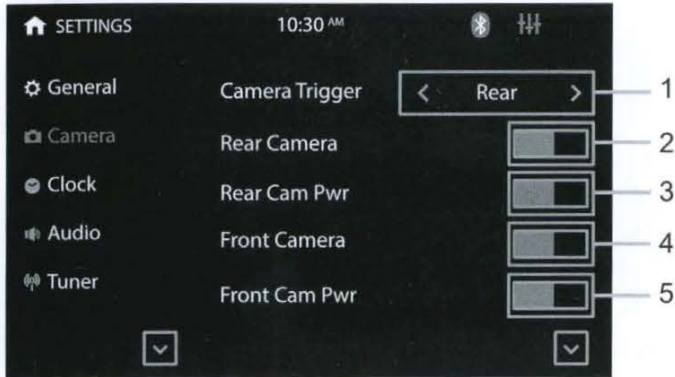 SETTINGS 10:30 AM
General
Camera
Clock
Audio
Tuner
Camera Trigger < Rear > 1
Rear Camera 2
Rear Cam Pwr 3
Front Camera 4
Front Cam Pwr 5